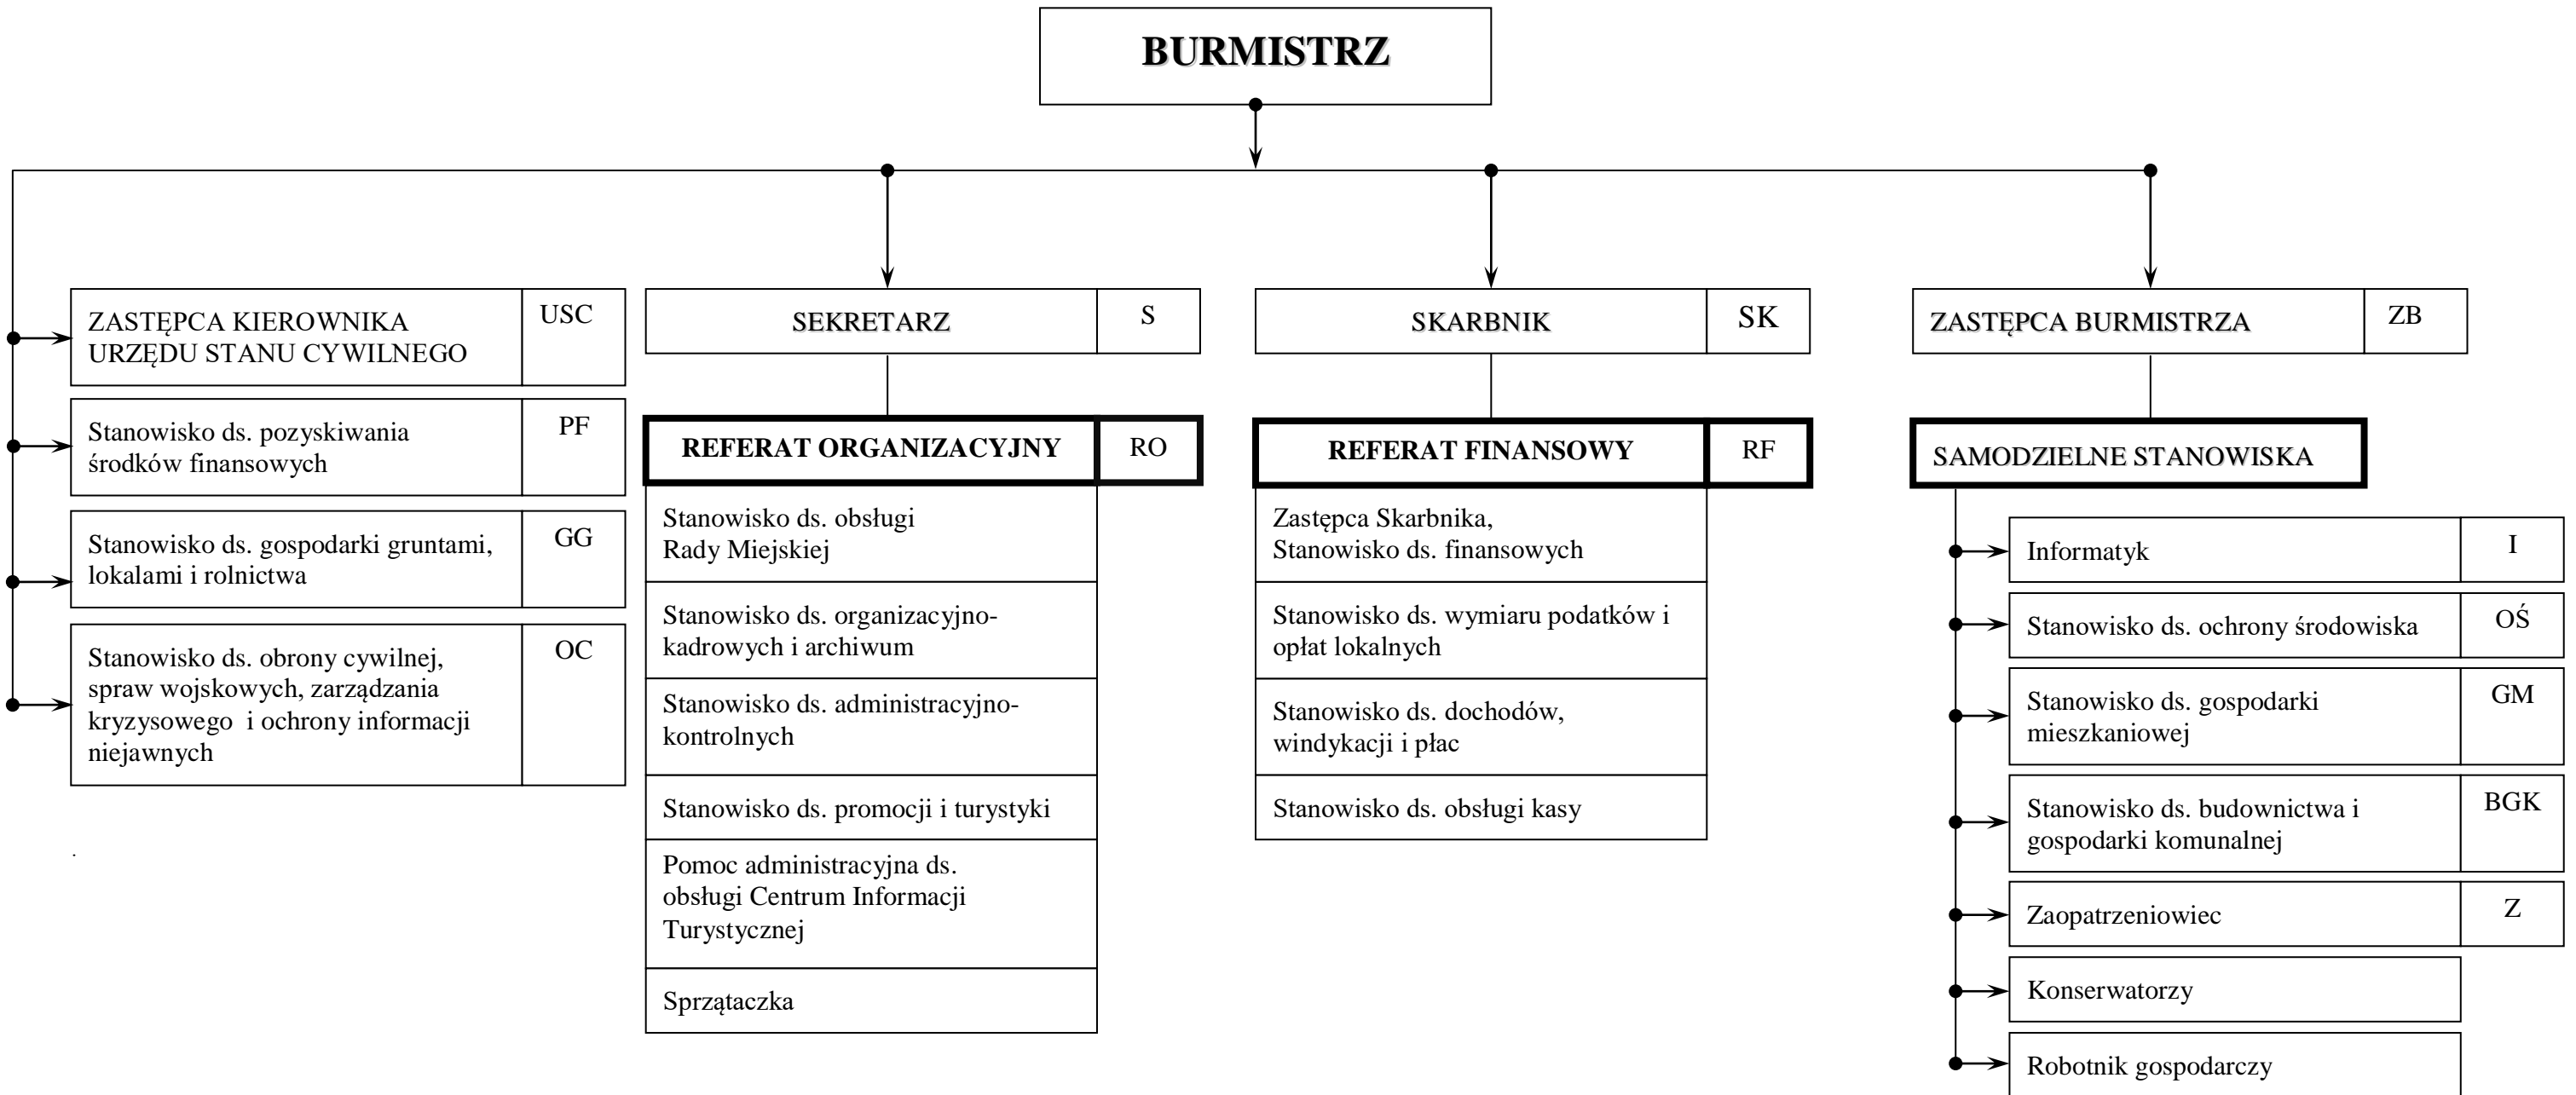 BURMISTRZ
ZASTĘPCA KIEROWNIKA
URZĘDU STANU CYWILNEGO
USC
Stanowisko ds. pozyskiwania
środków finansowych
PF
Stanowisko ds. gospodarki gruntami,
lokalami i rolnictwa
GG
Stanowisko ds. obrony cywilnej,
spraw wojskowych, zarządzania
kryzysowego i ochrony informacji
niejawnych
OC
SEKRETARZ
S
REFERAT ORGANIZACYJNY
RO
Stanowisko ds. obsługi
Rady Miejskiej
Stanowisko ds. organizacyjno-
kadrowych i archiwum
Stanowisko ds. administracyjno-
kontrolnych
Stanowisko ds. promocji i turystyki
Pomoc administracyjna ds.
obsługi Centrum Informacji
Turystycznej
Sprzątaczka
SKARBNIK
SK
REFERAT FINANSOWY
RF
Zastępca Skarbnika,
Stanowisko ds. finansowych
Stanowisko ds. wymiaru podatków i
opłat lokalnych
Stanowisko ds. dochodów,
windykacji i płac
Stanowisko ds. obsługi kasy
ZASTĘPCA BURMISTRZA
ZB
SAMODZIELNE STANOWISKA
Informatyk
I
Stanowisko ds. ochrony środowiska
OŚ
Stanowisko ds. gospodarki
mieszkaniowej
GM
Stanowisko ds. budownictwa i
gospodarki komunalnej
BGK
Zaopatrzeniowiec
Z
Konserwatorzy
Robotnik gospodarczy